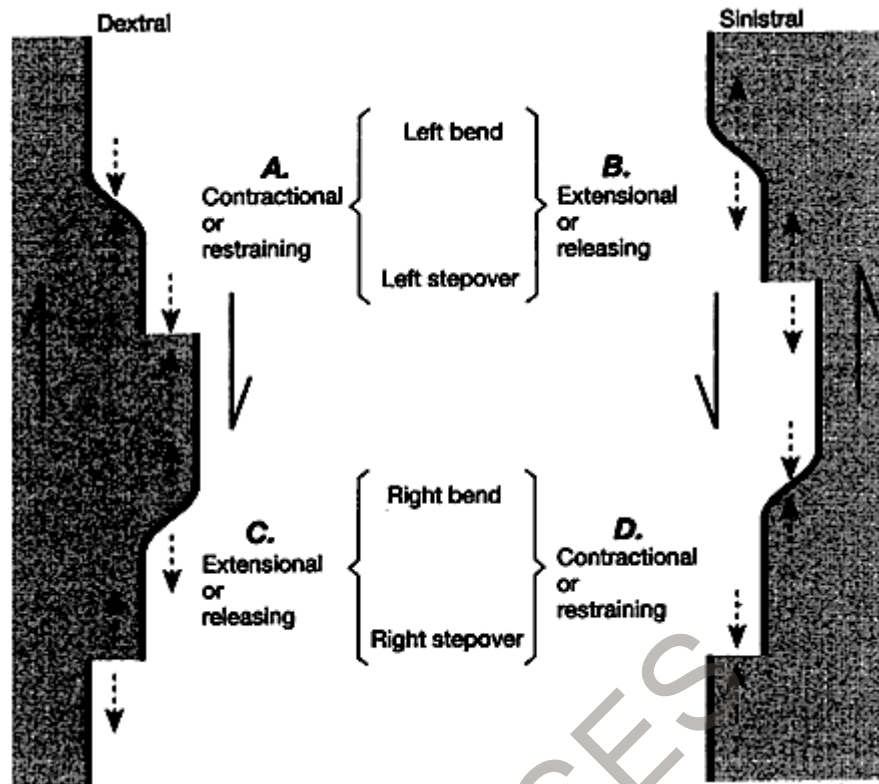 Dextral
Sinistral
A.
Contractional
or
restraining
Left bend
Left stepover
B.
Extensional
or
releasing
C.
Extensional
or
releasing
Right bend
Right stepover
D.
Contractional
or
restraining
CES